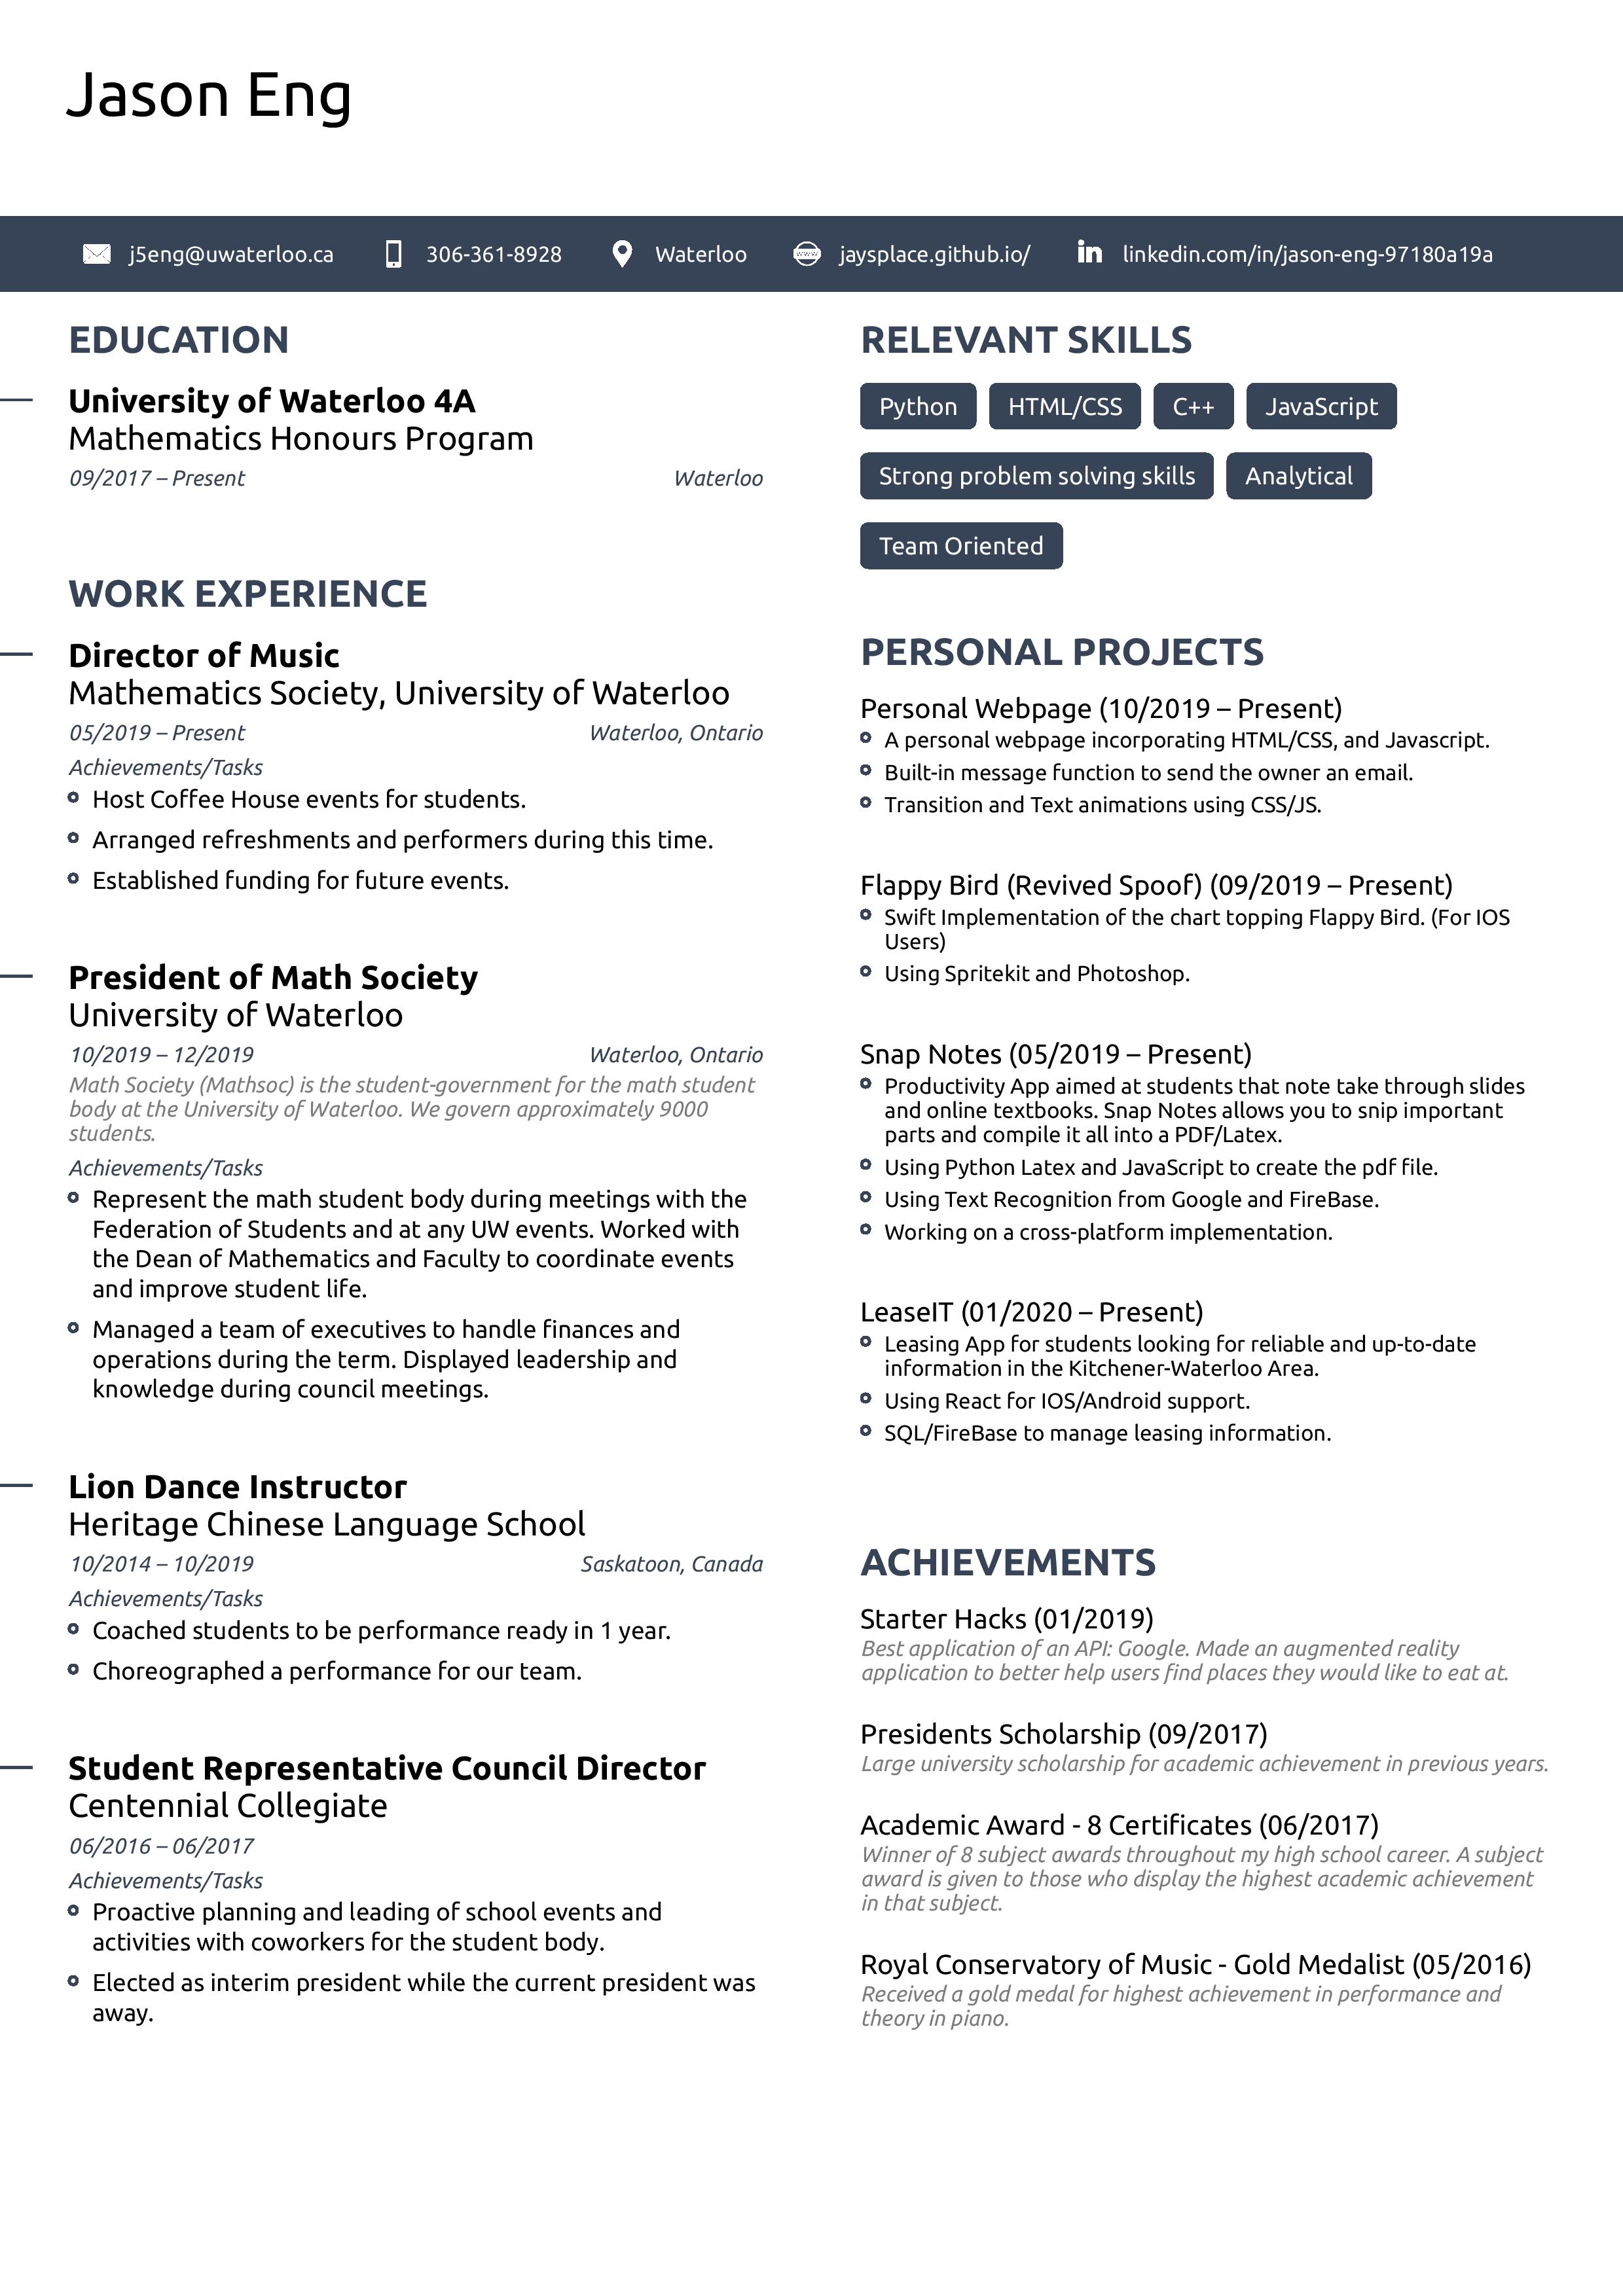 Jason Eng
j5eng@uwaterloo.ca
306-361-8928
Waterloo
www
jaysplace.github.io/
in
linkedin.com/in/jason-eng-97180a19a
EDUCATION
University of Waterloo 4A
Mathematics Honours Program
09/2017 – Present
Waterloo
WORK EXPERIENCE
Director of Music
Mathematics Society, University of Waterloo
05/2019 – Present
Waterloo, Ontario
Achievements/Tasks
Host Coffee House events for students.
Arranged refreshments and performers during this time.
Established funding for future events.
President of Math Society
University of Waterloo
10/2019 – 12/2019
Waterloo, Ontario
Math Society (Mathsoc) is the student-government for the math student
body at the University of Waterloo. We govern approximately 9000
students.
Achievements/Tasks
Represent the math student body during meetings with the
Federation of Students and at any UW events. Worked with
the Dean of Mathematics and Faculty to coordinate events
and improve student life.
Managed a team of executives to handle finances and
operations during the term. Displayed leadership and
knowledge during council meetings.
Lion Dance Instructor
Heritage Chinese Language School
10/2014 – 10/2019
Saskatoon, Canada
Achievements/Tasks
Coached students to be performance ready in 1 year.
Choreographed a performance for our team.
Student Representative Council Director
Centennial Collegiate
06/2016 – 06/2017
Achievements/Tasks
Proactive planning and leading of school events and
activities with coworkers for the student body.
Elected as interim president while the current president was
away.
RELEVANT SKILLS
Python
HTML/CSS
C++
JavaScript
Strong problem solving skills
Analytical
Team Oriented
PERSONAL PROJECTS
Personal Webpage (10/2019 – Present)
A personal webpage incorporating HTML/CSS, and Javascript.
Built-in message function to send the owner an email.
Transition and Text animations using CSS/JS.
Flappy Bird (Revived Spoof) (09/2019 – Present)
Swift Implementation of the chart topping Flappy Bird. (For IOS
Users)
Using Spritekit and Photoshop.
Snap Notes (05/2019 – Present)
Productivity App aimed at students that note take through slides
and online textbooks. Snap Notes allows you to snip important
parts and compile it all into a PDF/Latex.
Using Python Latex and JavaScript to create the pdf file.
Using Text Recognition from Google and FireBase.
Working on a cross-platform implementation.
LeaseIT (01/2020 – Present)
Leasing App for students looking for reliable and up-to-date
information in the Kitchener-Waterloo Area.
Using React for IOS/Android support.
SQL/FireBase to manage leasing information.
ACHIEVEMENTS
Starter Hacks (01/2019)
Best application of an API: Google. Made an augmented reality
application to better help users find places they would like to eat at.
Presidents Scholarship (09/2017)
Large university scholarship for academic achievement in previous years.
Academic Award - 8 Certificates (06/2017)
Winner of 8 subject awards throughout my high school career. A subject
award is given to those who display the highest academic achievement
in that subject.
Royal Conservatory of Music - Gold Medalist (05/2016)
Received a gold medal for highest achievement in performance and
theory in piano.